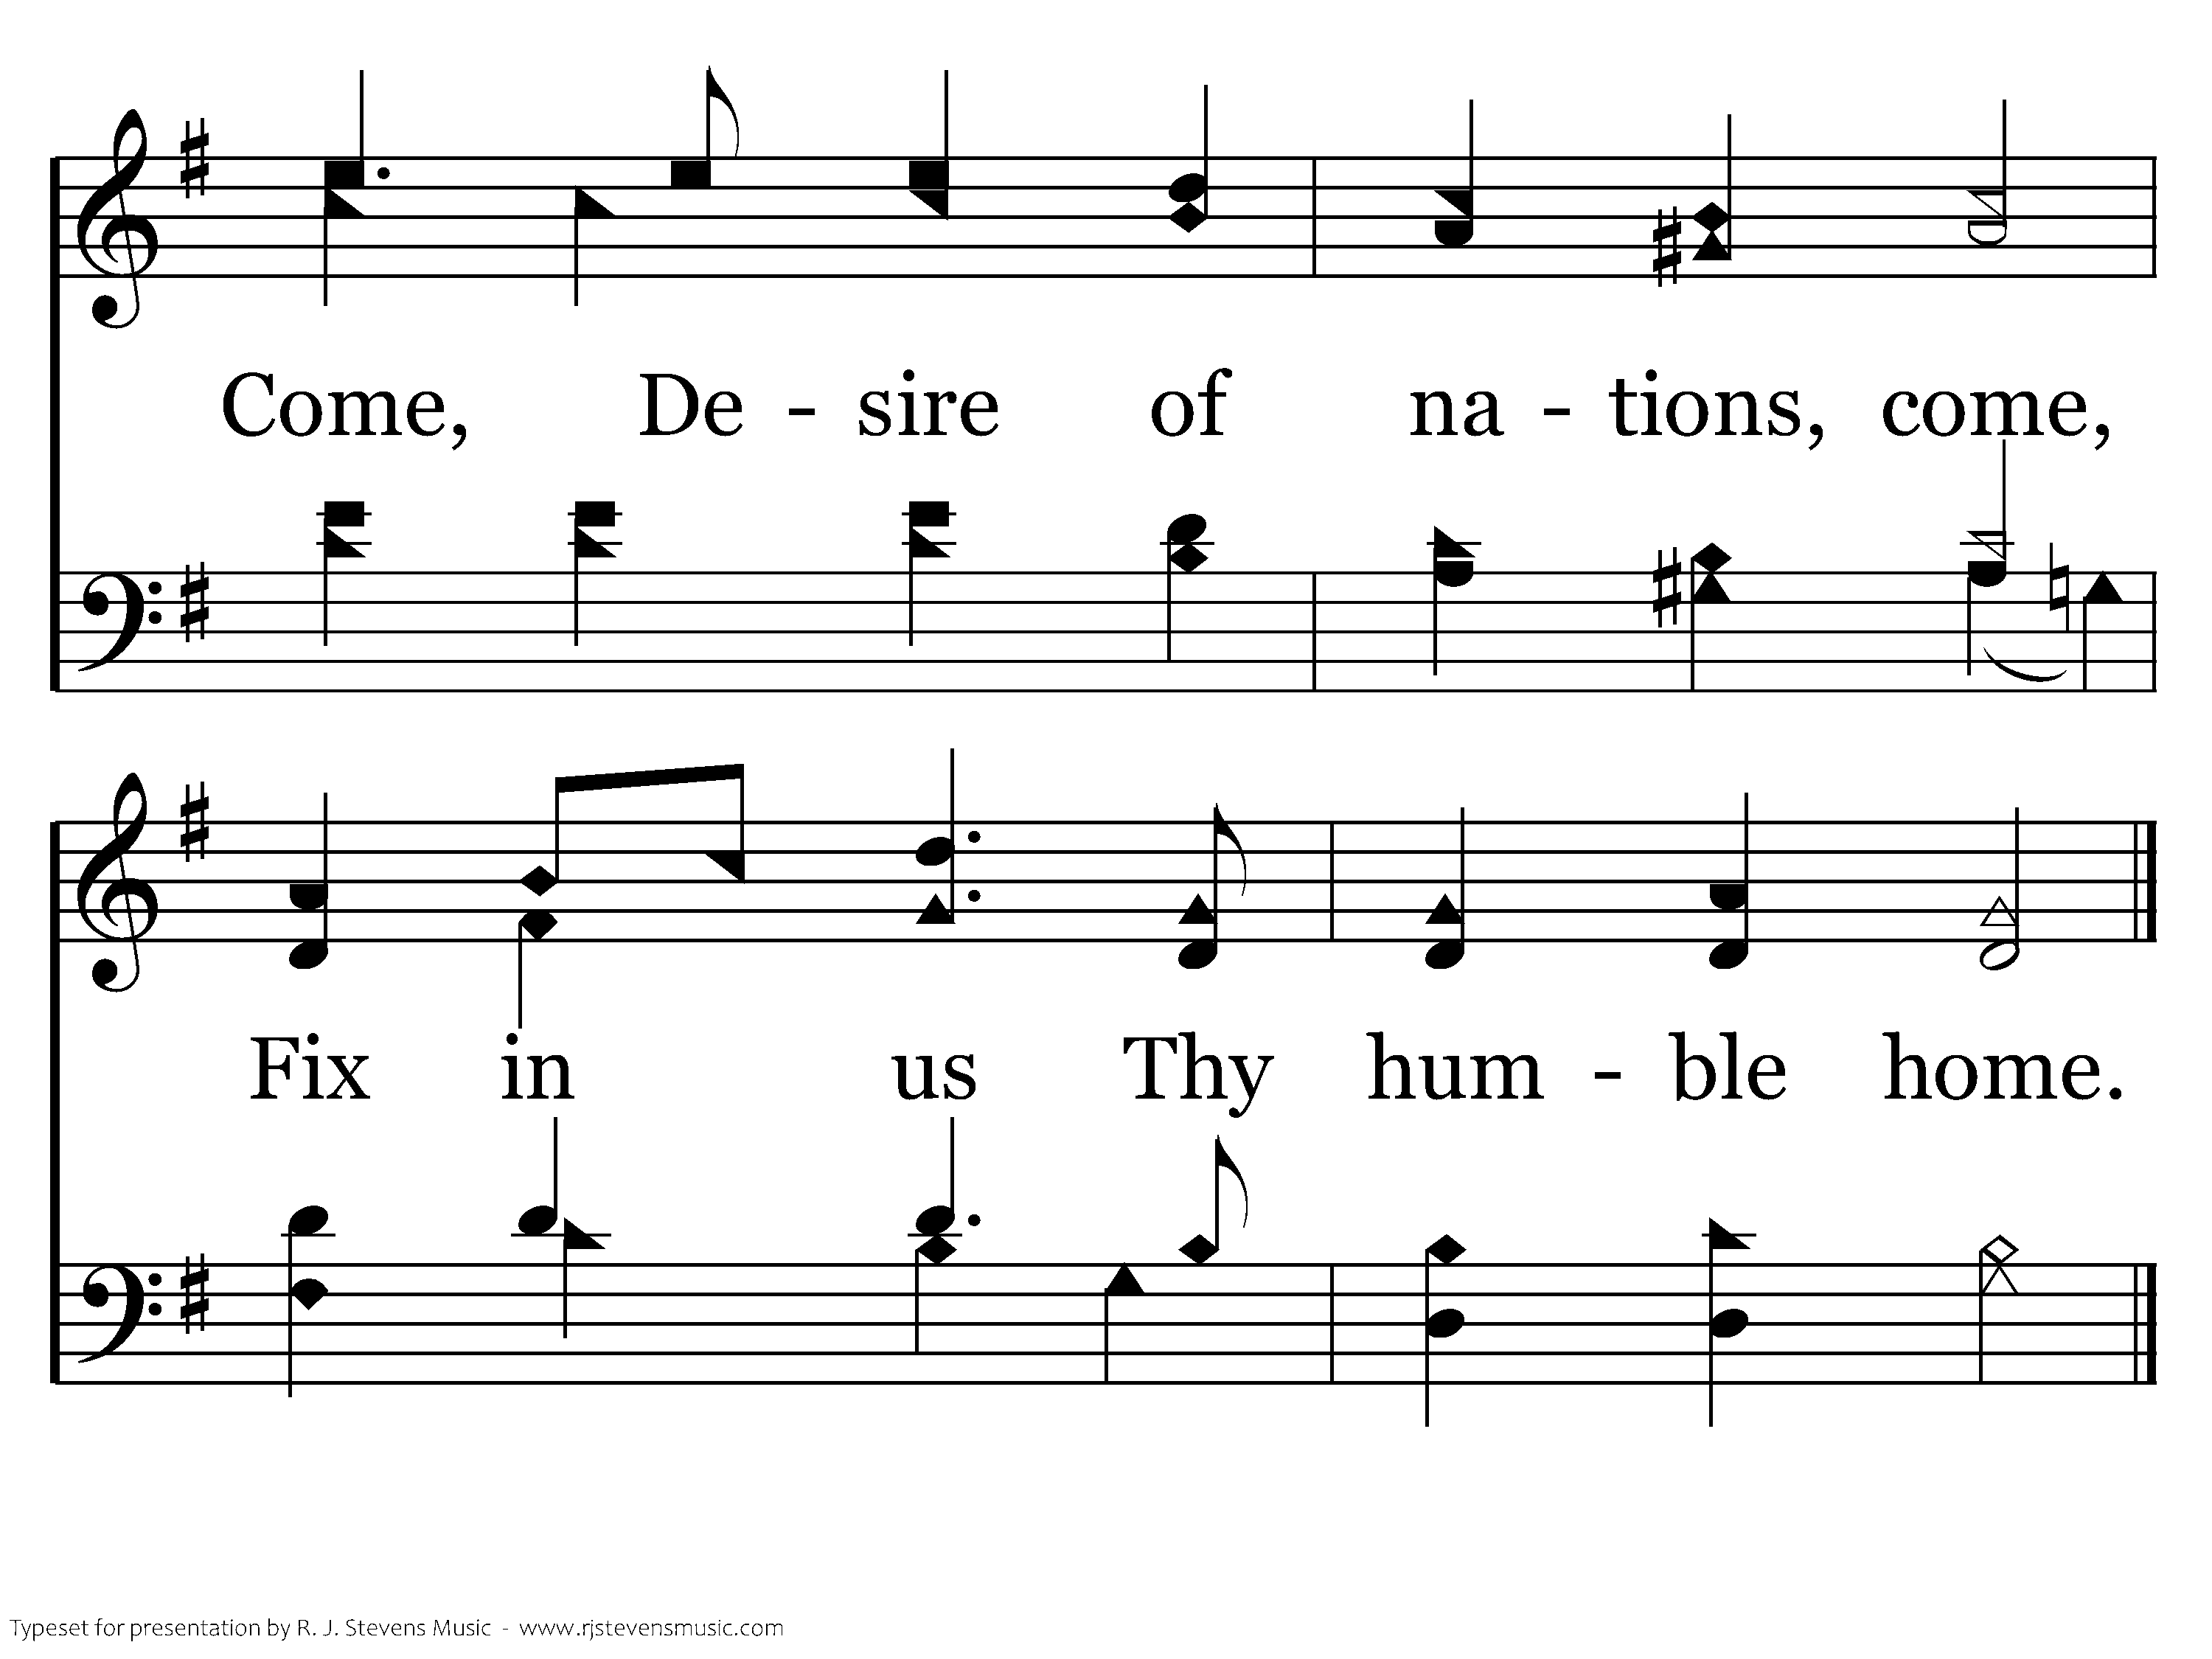 Come, De - sire of na - tions, come,
Fix in us Thy hum - ble home.
Typeset for presentation by R. J. Stevens Music - www.rjstevensmusic.com